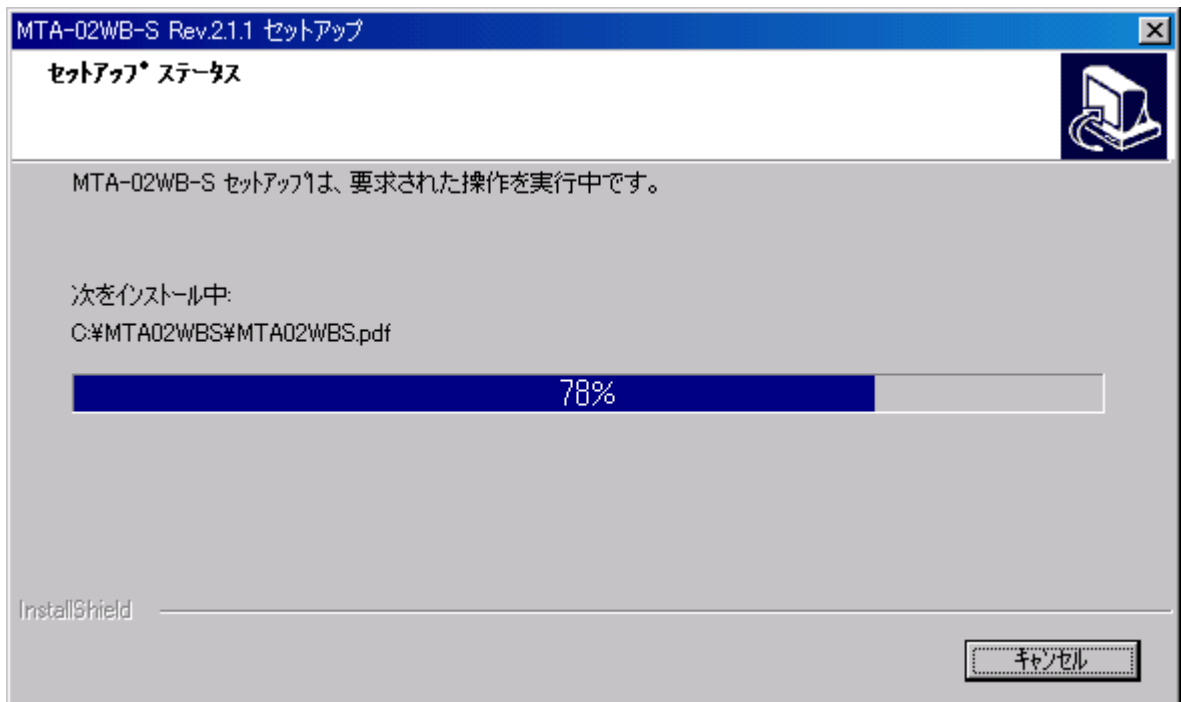 MTA-02WB-S Rev.2.1.1 セットアップ
セットアップ ステータス
MTA-02WB-S セットアップは、要求された操作を実行中です。
次をインストール中:
C:¥MTA02WBS¥MTA02WBS.pdf
78%
InstallShield
キャンセル